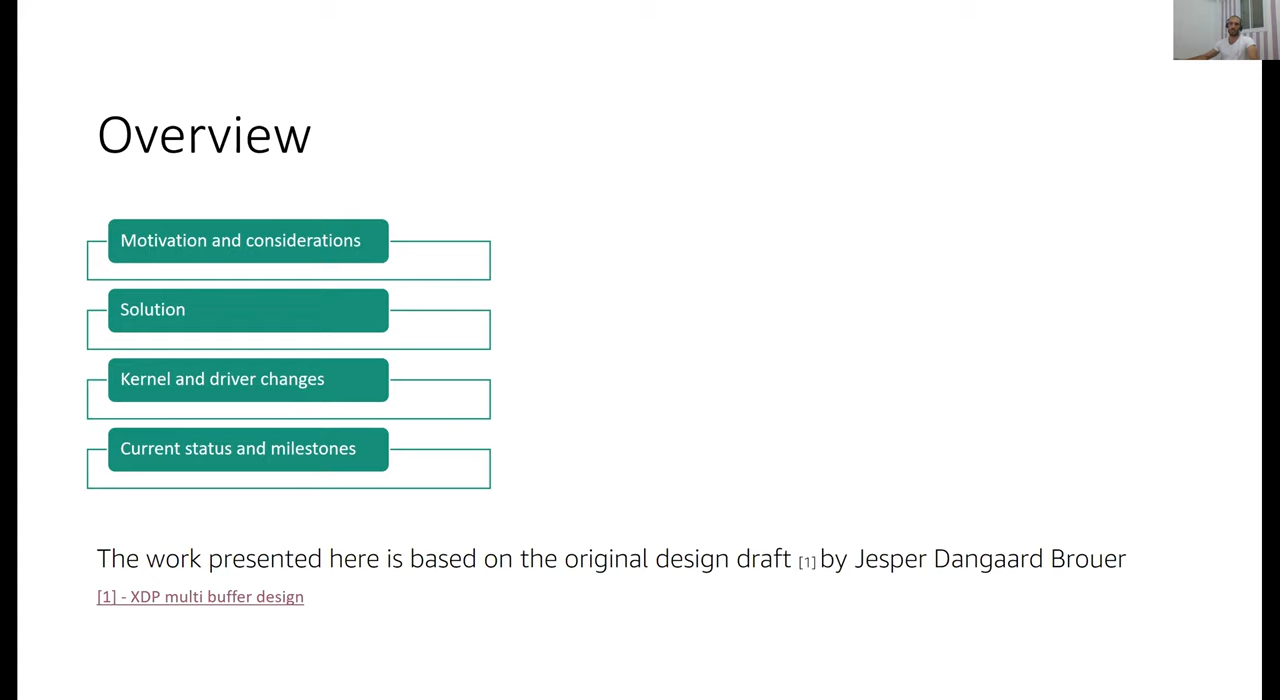 Overview
Motivation and considerations
Solution
Kernel and driver changes
Current status and milestones
The work presented here is based on the original design draft [1] by Jesper Dangaard Brouer
[1] - XDP multi buffer design